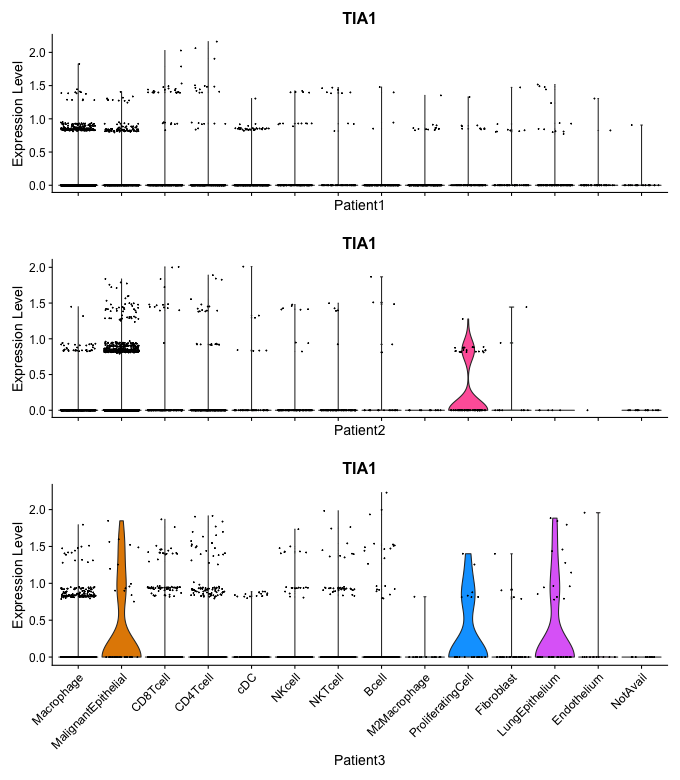 TIA1
Expression Level
2.0
1.5
1.0
0.5
0.0
Patient1
TIA1
Expression Level
2.0
1.5
1.0
0.5
0.0
Patient2
TIA1
Expression Level
2.0
1.5
1.0
0.5
0.0
Macrophage
MalignantEpithelial
CD8Tcell
CD4Tcell
cDC
NKcell
NKTcell
Bcell
M2Macrophage
ProliferatingCell
Fibroblast
LungEpithelium
Endothelium
NotAvail
Patient3